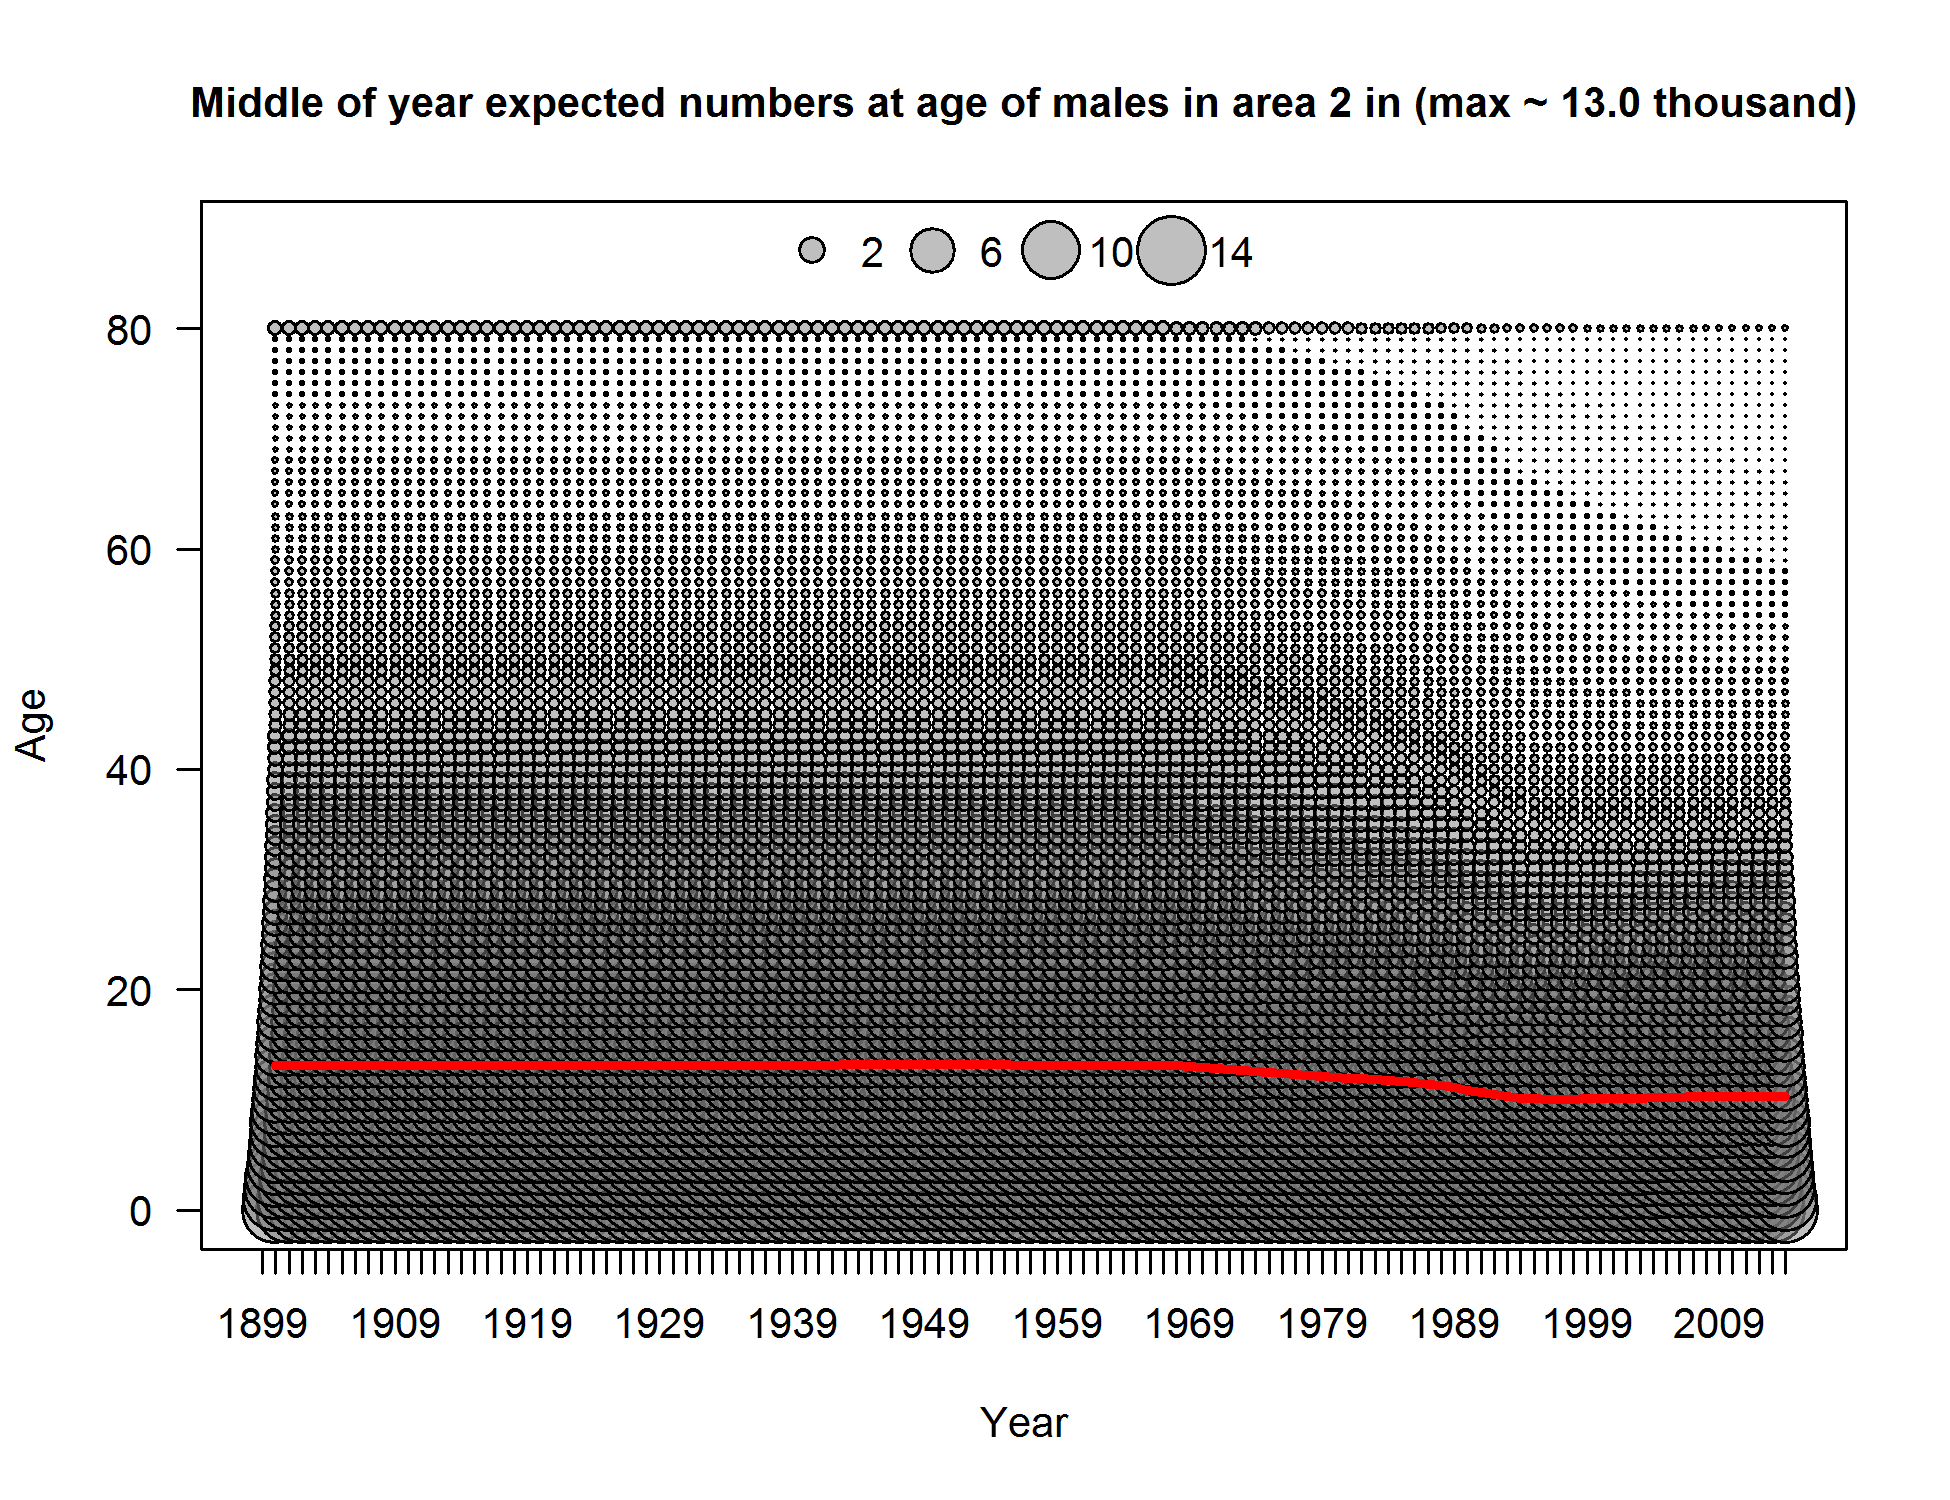 Middle of year expected numbers at age of males in area 2 in (max ~ 13.0 thousand)
2 6 10 14
80
60
40
20
0
Age
1899 1909 1919 1929 1939 1949 1959 1969 1979 1989 1999 2009
Year